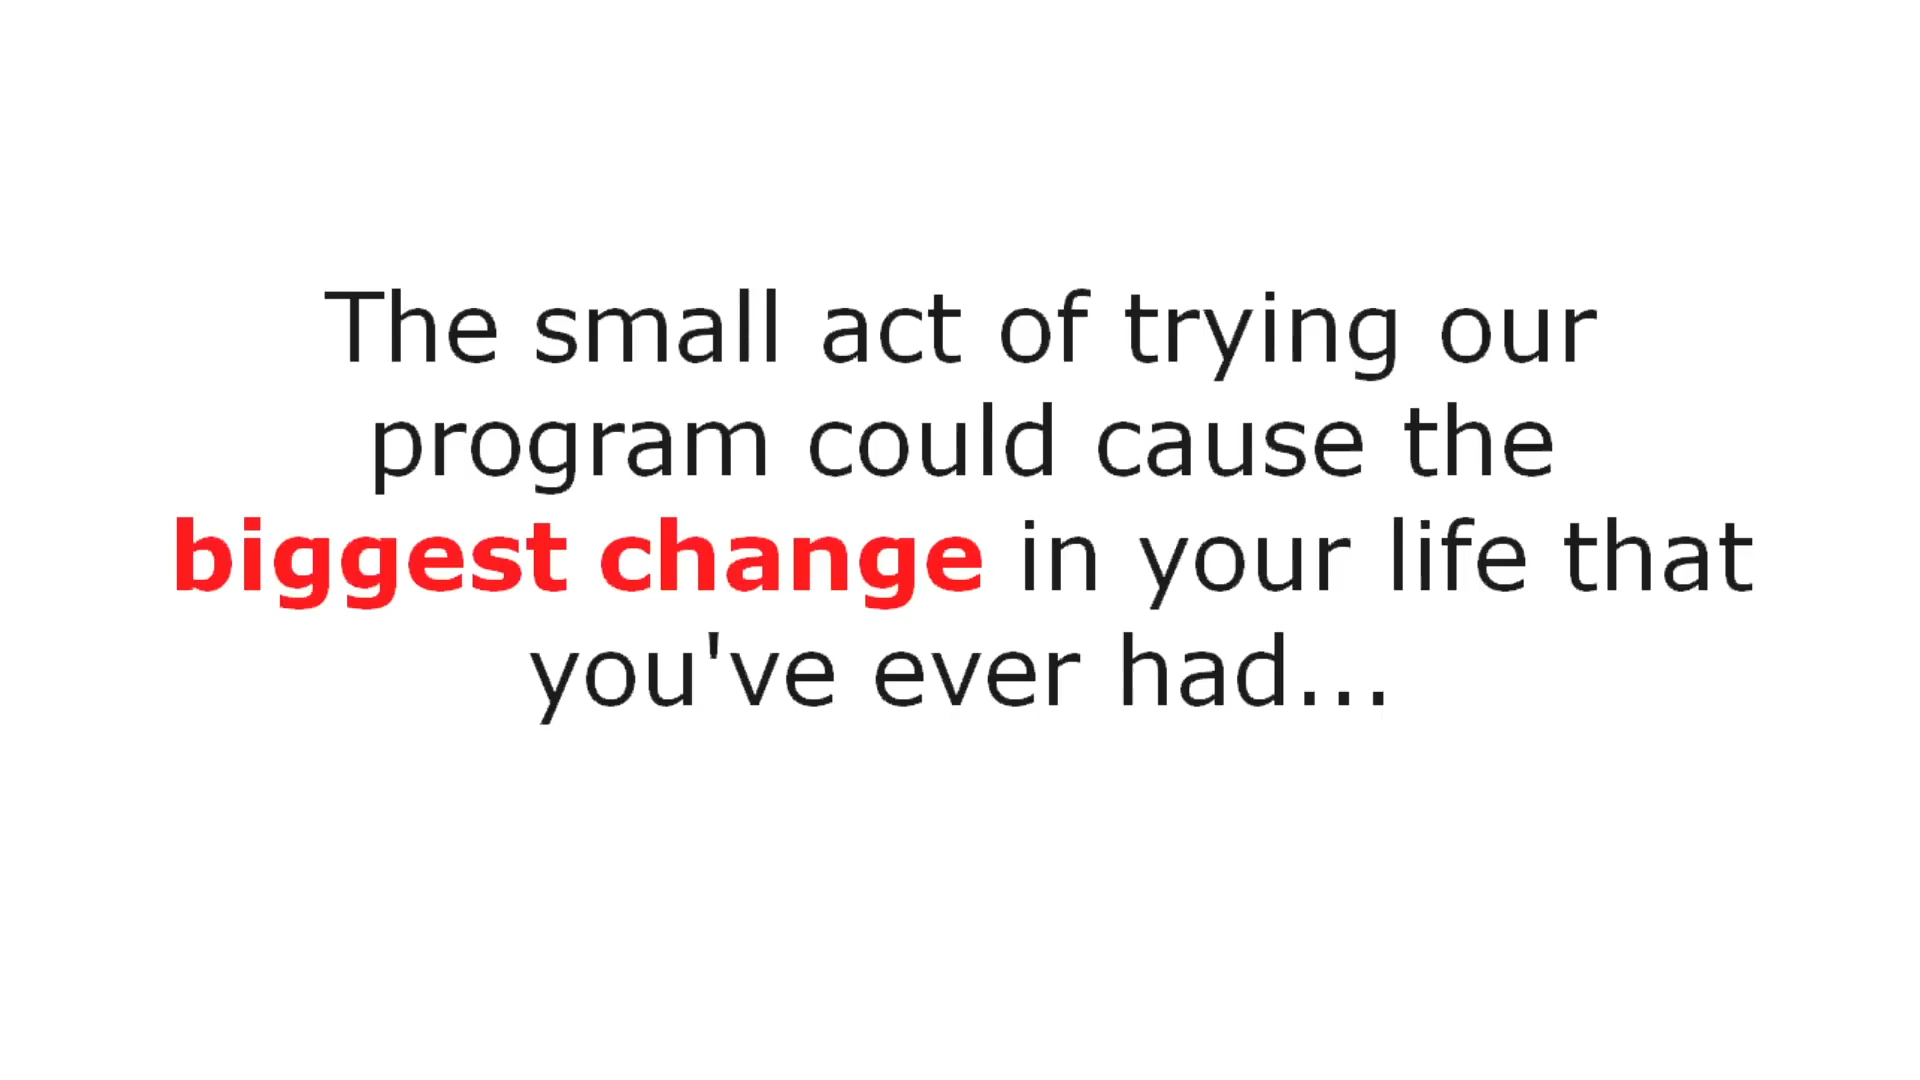 The small act of trying our
program could cause the
biggest change in your life that
you've ever had...